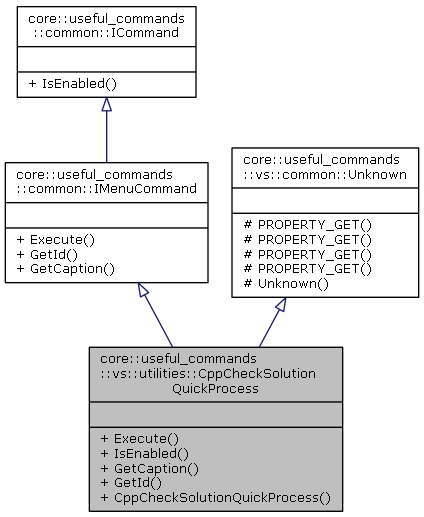 core::useful_commands
::common::ICommand
+ IsEnabled()
core::useful_commands
::common::IMenuCommand
+ Execute()
+ GetId()
+ GetCaption()
core::useful_commands
::vs::common::Unknown
# PROPERTY_GET()
# PROPERTY_GET()
# PROPERTY_GET()
# PROPERTY_GET()
# Unknown()
core::useful_commands
::vs::utilities::CppCheckSolution
QuickProcess
+ Execute()
+ IsEnabled()
+ GetCaption()
+ GetId()
+ CppCheckSolutionQuickProcess()